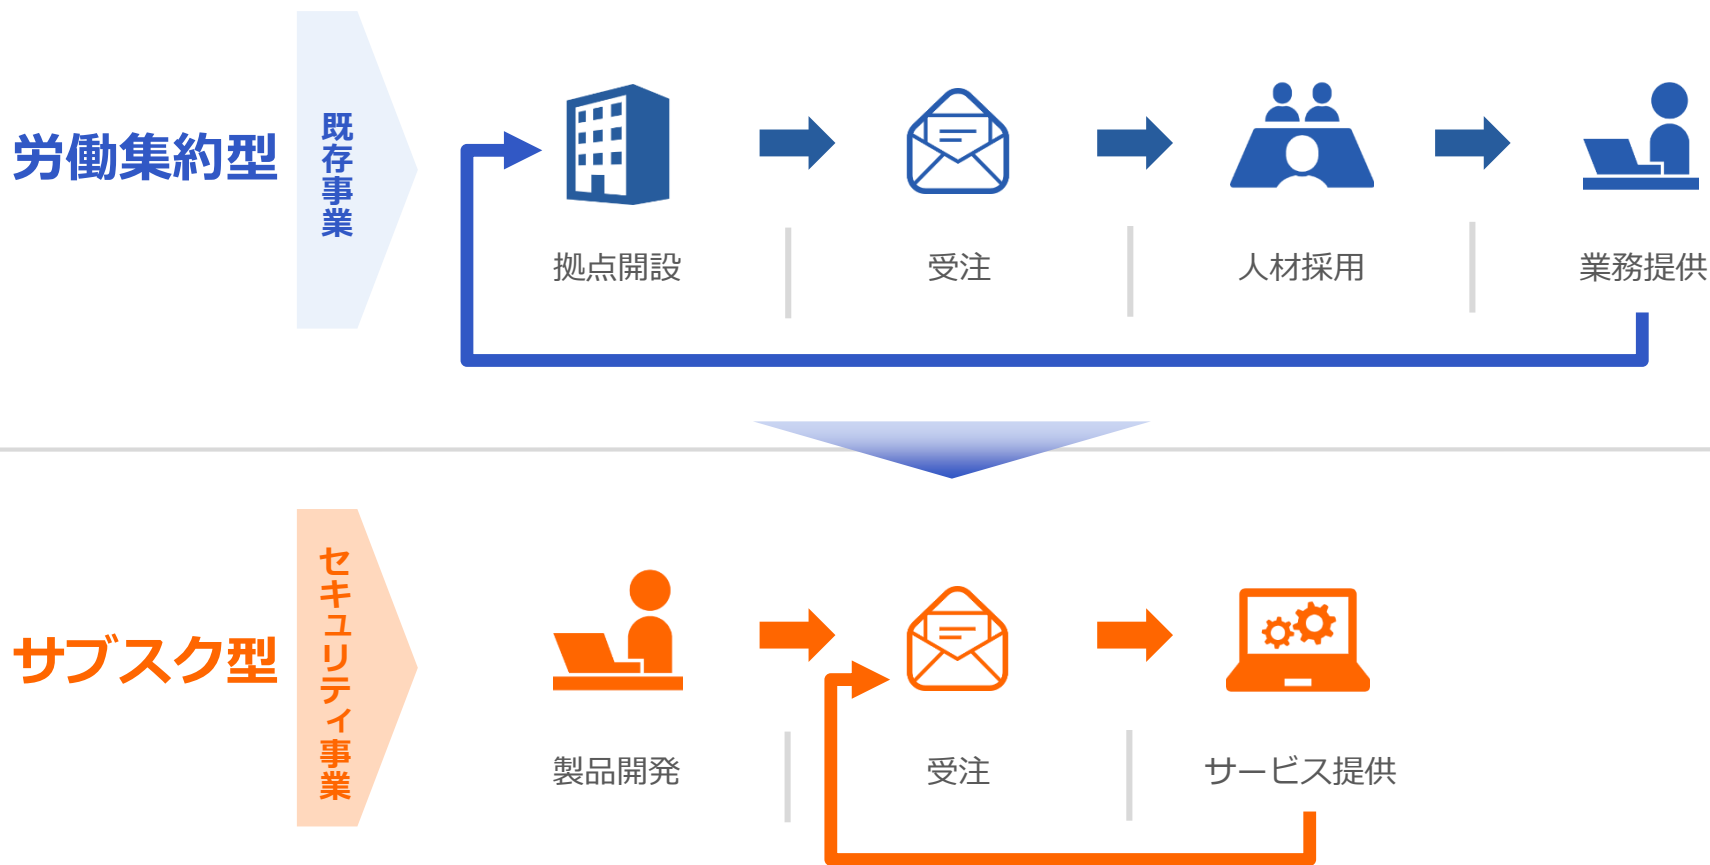 労働集約型
既存事業
拠点開設
受注
人材採用
業務提供
サブスク型
セキュリティ事業
製品開発
受注
サービス提供